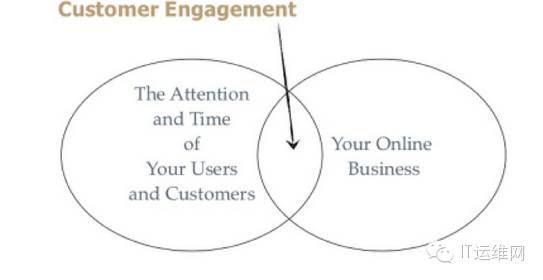 Customer Engagement
The Attention
and Time
of
Your Users
and Customers
Your Online
Business
IT运维网